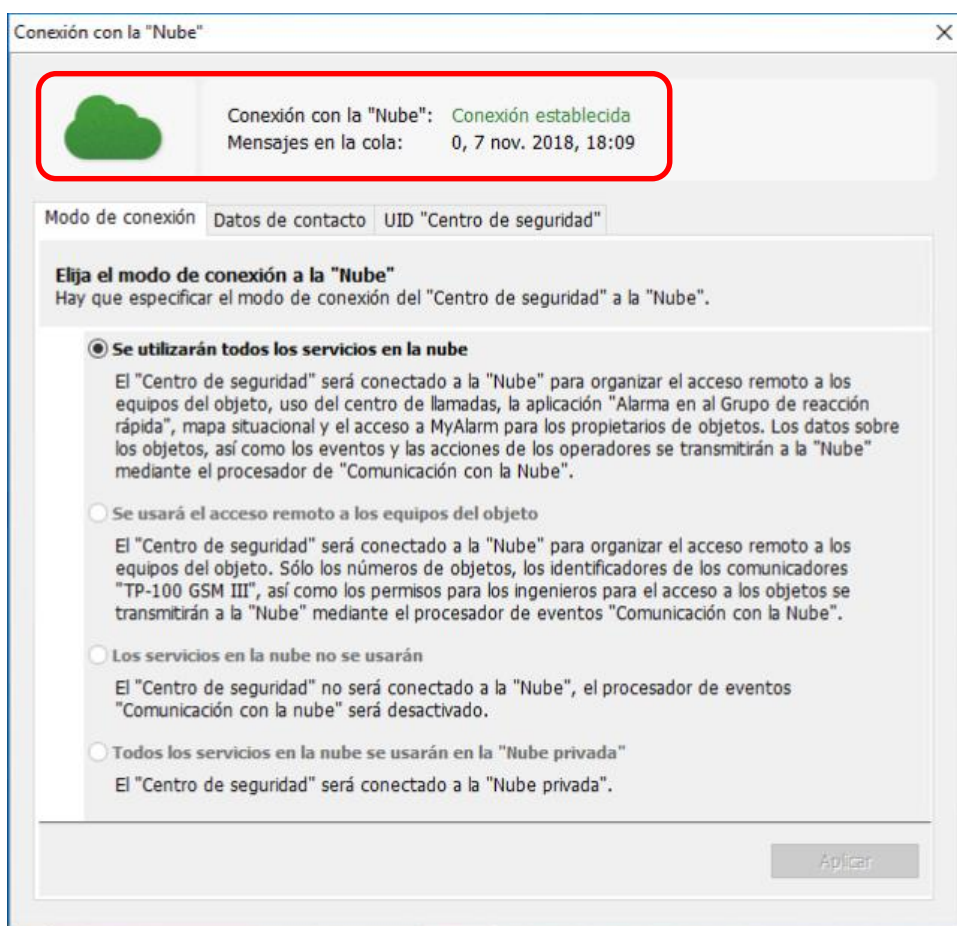 Conexión con la "Nube"
Conexión con la "Nube": Conexión establecida
Mensajes en la cola: 0, 7 nov. 2018, 18:09
Modo de conexión Datos de contacto UID "Centro de seguridad"
Elija el modo de conexión a la "Nube"
Hay que especificar el modo de conexión del "Centro de seguridad" a la "Nube".
Se utilizarán todos los servicios en la nube
El "Centro de seguridad" será conectado a la "Nube" para organizar el acceso remoto a los
equipos del objeto, uso del centro de llamadas, la aplicación "Alarma en al Grupo de reacción
rápida", mapa situacional y el acceso a MyAlarm para los propietarios de objetos. Los datos sobre
los objetos, así como los eventos y las acciones de los operadores se transmitirán a la "Nube"
mediante el procesador de "Comunicación con la Nube".
Se usará el acceso remoto a los equipos del objeto
El "Centro de seguridad" será conectado a la "Nube" para organizar el acceso remoto a los
equipos del objeto. Sólo los números de objetos, los identificadores de los comunicadores
"TP-100 GSM III", así como los permisos para los ingenieros para el acceso a los objetos se
transmitirán a la "Nube" mediante el procesador de eventos "Comunicación con la Nube".
Los servicios en la nube no se usarán
El "Centro de seguridad" no será conectado a la "Nube", el procesador de eventos
"Comunicación con la nube" será desactivado.
Todos los servicios en la nube se usarán en la "Nube privada"
El "Centro de seguridad" será conectado a la "Nube privada".
Aplicar